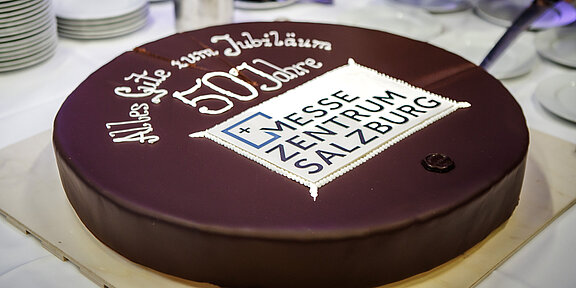 Alles Gute zum Jubiläum
50 Jahre
MESSE
ZENTRUM
SALZBURG